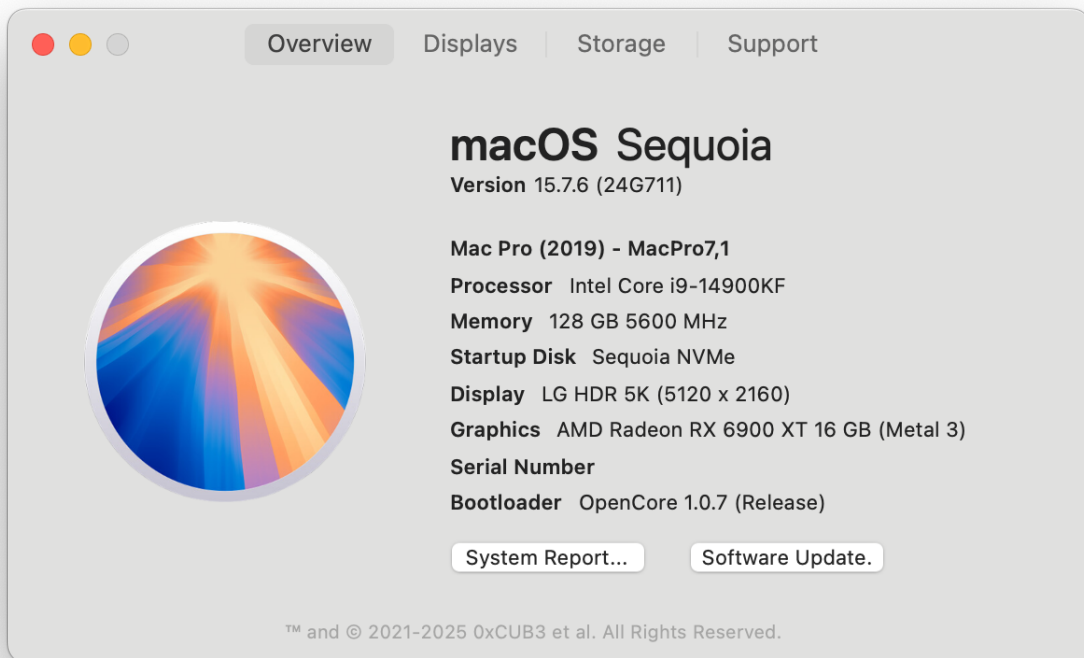 Overview Displays Storage Support
macOS Sequoia
Version 15.7.6 (24G711)
Mac Pro (2019) - MacPro7,1
Processor Intel Core i9-14900KF
Memory 128 GB 5600 MHz
Startup Disk Sequoia NVMe
Display LG HDR 5K (5120 x 2160)
Graphics AMD Radeon RX 6900 XT 16 GB (Metal 3)
Serial Number
Bootloader OpenCore 1.0.7 (Release)
System Report... Software Update.
™ and © 2021-2025 0xCUB3 et al. All Rights Reserved.